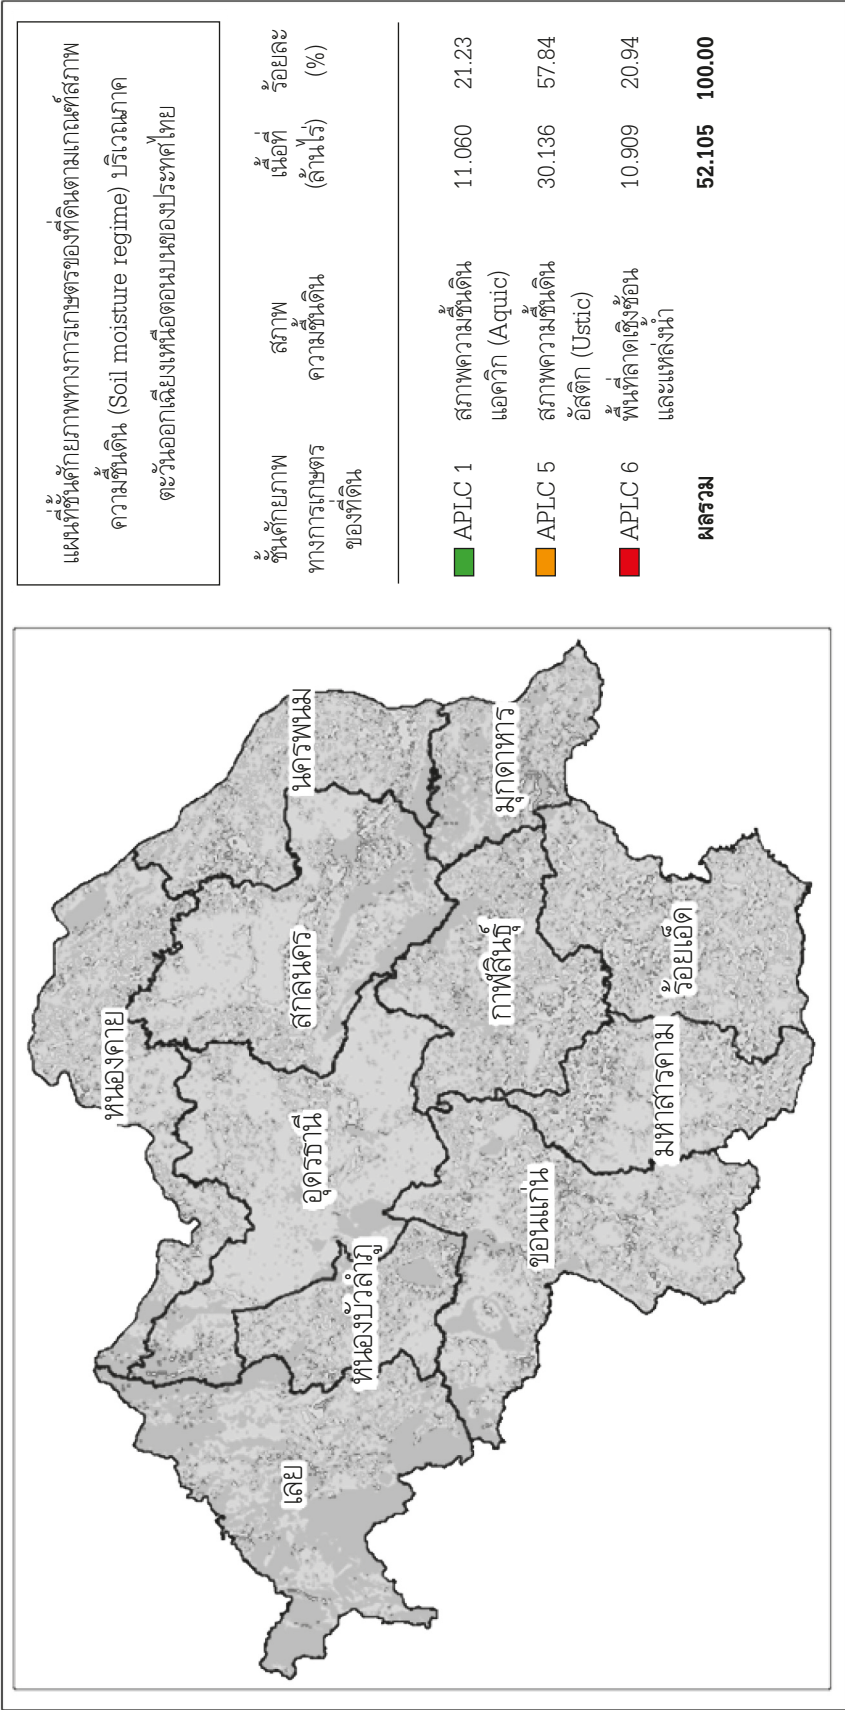 แผนที่ชั้นศักยภาพทางการเกษตรของที่ดินตามเกณฑ์สภาพ
ความชื้นดิน (Soil moisture regime) บริเวณภาค
ตะวันออกเฉียงเหนือตอนบนของประเทศไทย
ชั้นศักยภาพ สภาพ เนื้อที่ ร้อยละ
ทางการเกษตร ความชื้นดิน (ล้านไร่) (%)
ของที่ดิน
APLC 1 สภาพความชื้นดิน 11.060 21.23
แอควิก (Aquic)
APLC 5 สภาพความชื้นดิน 30.136 57.84
อัสติก (Ustic)
APLC 6 พื้นที่ลาดเชิงซ้อน 10.909 20.94
และแหล่งน้ำ
ผลรวม 52.105 100.00
หนองคาย
นครพนม
สกลนคร
อุดรธานี
เลย
หนองบัวลำภู
มุกดาหาร
กาฬสินธุ์
ขอนแก่น
ร้อยเอ็ด
มหาสารคาม